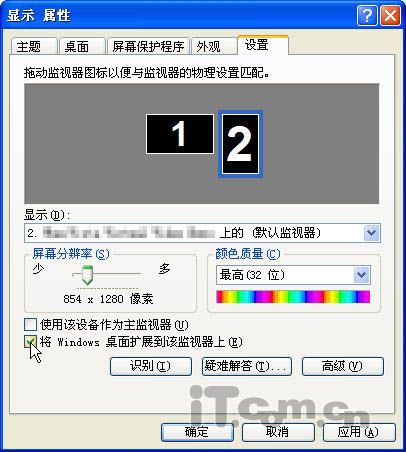 显示 属性
主题 桌面 屏幕保护程序 外观 设置
拖动监视器图标以便与监视器的物理设置匹配。
1 2
显示(D):
2. 上的 (默认监视器)
屏幕分辨率(S)
少 多
854 x 1280 像素
颜色质量(C)
最高(32 位)
使用该设备作为主监视器(U)
将 Windows 桌面扩展到该监视器上(E)
识别(I) 疑难解答(T)... 高级(V)
iT.com.cn
确定 取消 应用(A)